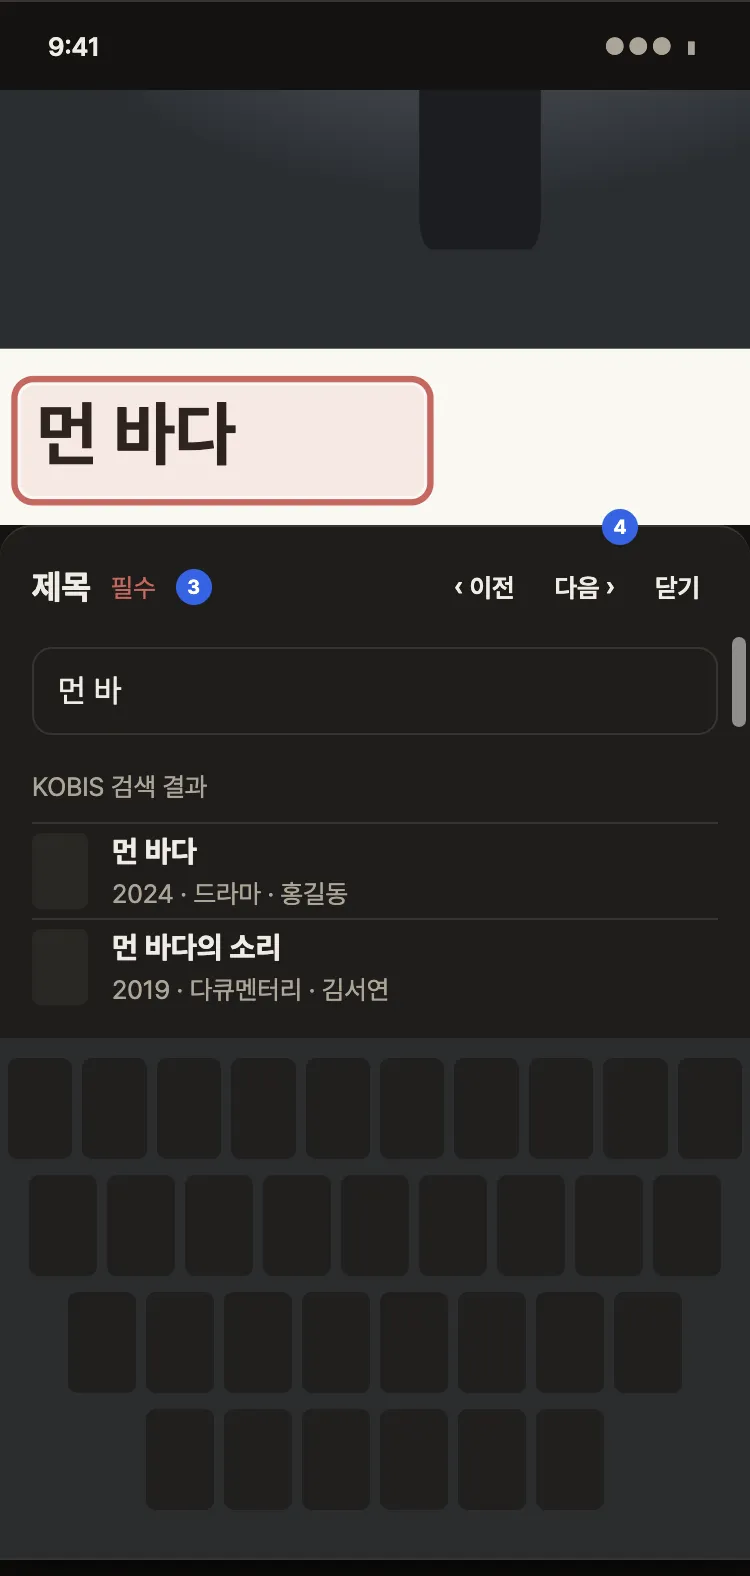 9:41
먼 바다
4
제목 필수 3 ‹ 이전 다음 › 닫기
먼 바
KOBIS 검색 결과
먼 바다
2024 · 드라마 · 홍길동
먼 바다의 소리
2019 · 다큐멘터리 · 김서연